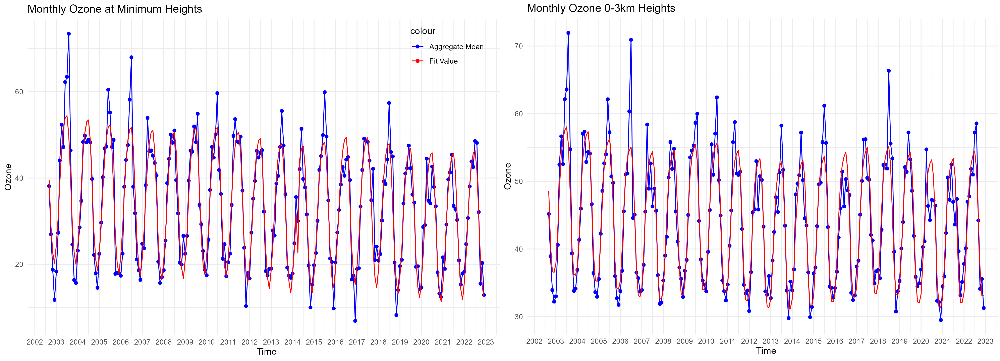 Monthly Ozone at Minimum Heights
colour
Aggregate Mean
Fit Value
Ozone
60
40
20
2002 2003 2004 2005 2006 2007 2008 2009 2010 2011 2012 2013 2014 2015 2016 2017 2018 2019 2020 2021 2022 2023
Time
Monthly Ozone 0-3km Heights
Ozone
70
60
50
40
30
2002 2003 2004 2005 2006 2007 2008 2009 2010 2011 2012 2013 2014 2015 2016 2017 2018 2019 2020 2021 2022 2023
Time